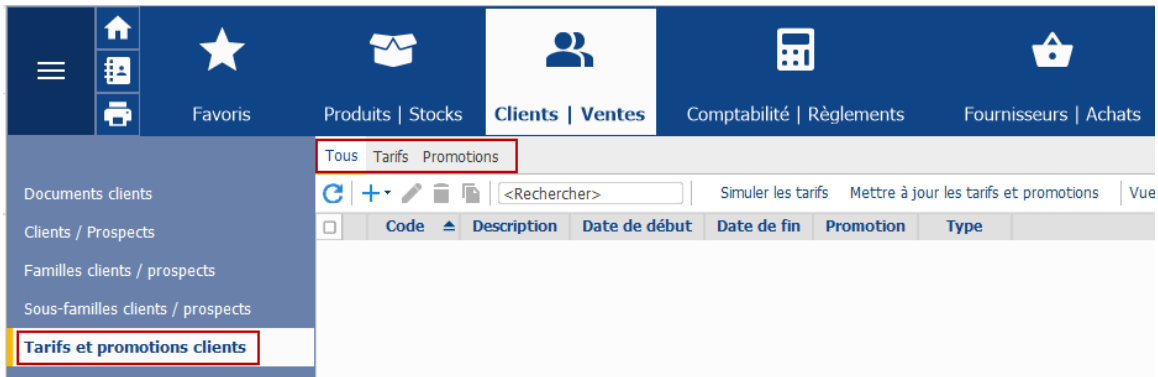 Favoris
Produits | Stocks
Clients | Ventes
Comptabilité | Règlements
Fournisseurs | Achats
Tous Tarifs Promotions
Documents clients
<Rechercher> Simuler les tarifs Mettre à jour les tarifs et promotions Vue
Clients / Prospects
Code Description Date de début Date de fin Promotion Type
Familles clients / prospects
Sous-familles clients / prospects
Tarifs et promotions clients